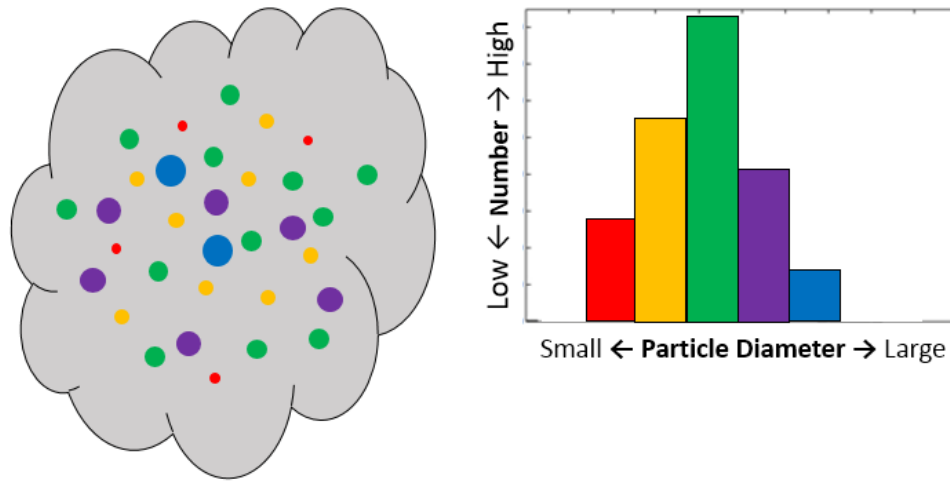 Low ← Number → High
Small ← Particle Diameter → Large